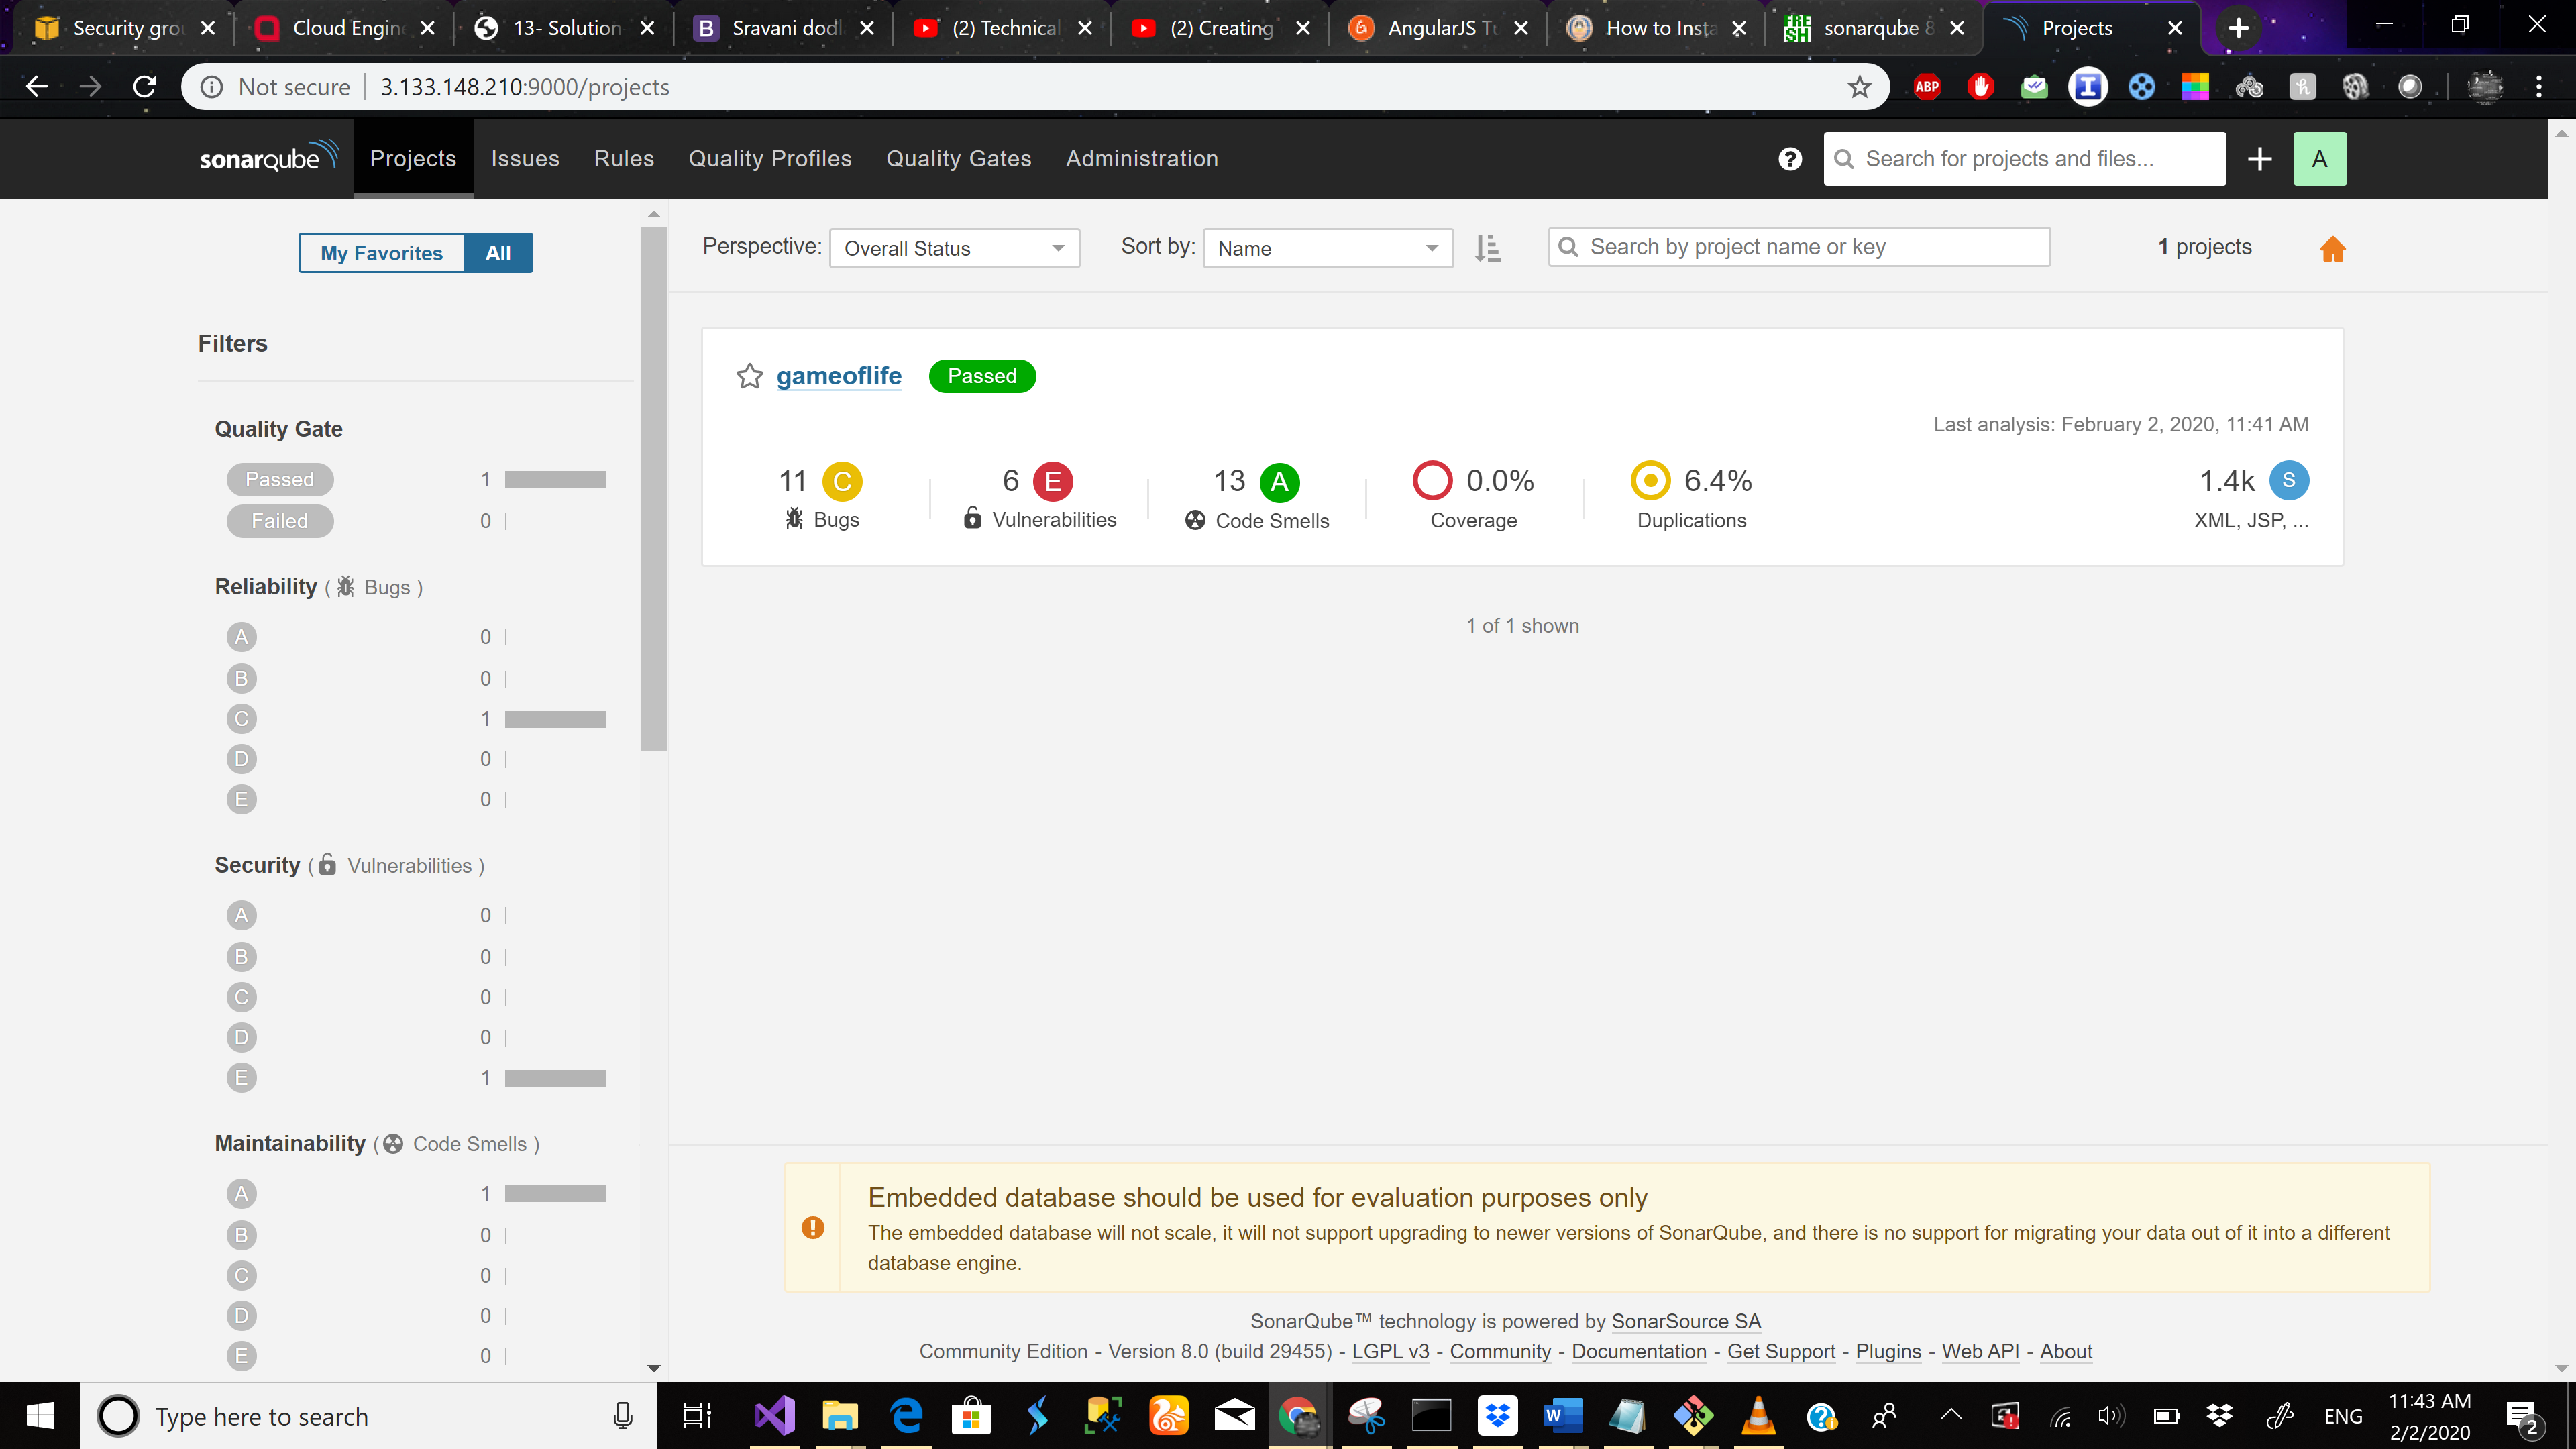 Security grou
Cloud Engine
13- Solution
Sravani dodl
(2) Technical
(2) Creating
AngularJS Tu
How to Insta
sonarqube 8
Projects
Not secure
3.133.148.210:9000/projects
ABP
sonarqube
Projects
Issues
Rules
Quality Profiles
Quality Gates
Administration
Search for projects and files...
A
My Favorites
All
Perspective:
Overall Status
Sort by:
Name
Search by project name or key
1 projects
Filters
Quality Gate
Passed 1
Failed 0
Reliability ( Bugs )
A 0
B 0
C 1
D 0
E 0
Security ( Vulnerabilities )
A 0
B 0
C 0
D 0
E 1
Maintainability ( Code Smells )
A 1
B 0
C 0
D 0
E 0
gameoflife
Passed
Last analysis: February 2, 2020, 11:41 AM
11 C
Bugs
6 E
Vulnerabilities
13 A
Code Smells
0.0%
Coverage
6.4%
Duplications
1.4k S
XML, JSP, ...
1 of 1 shown
Embedded database should be used for evaluation purposes only
The embedded database will not scale, it will not support upgrading to newer versions of SonarQube, and there is no support for migrating your data out of it into a different
database engine.
SonarQube™ technology is powered by SonarSource SA
Community Edition - Version 8.0 (build 29455) - LGPL v3 - Community - Documentation - Get Support - Plugins - Web API - About
Type here to search
ENG
11:43 AM
2/2/2020
2